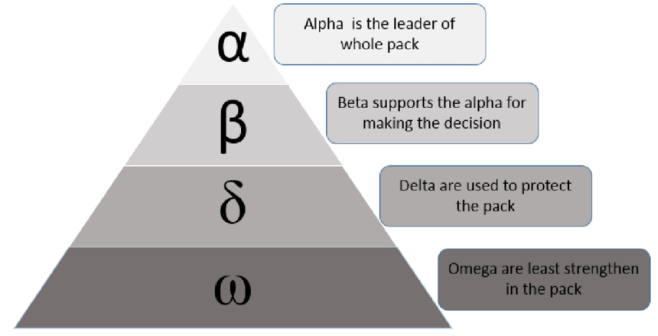 α
Alpha is the leader of
whole pack
β
Beta supports the alpha for
making the decision
δ
Delta are used to protect
the pack
ω
Omega are least strengthen
in the pack